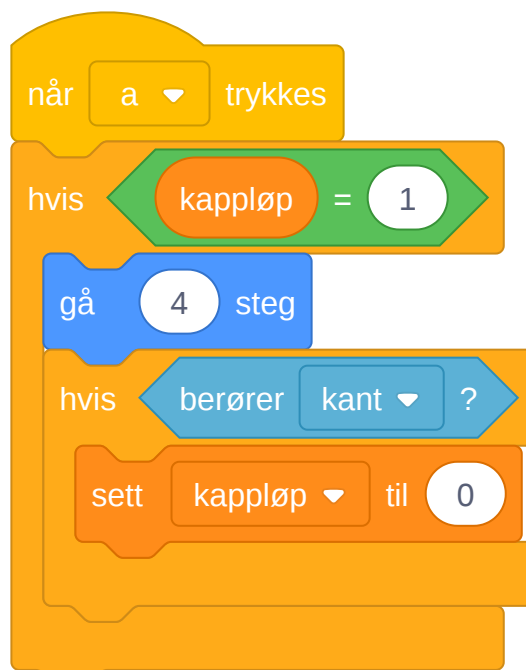 når a trykkes
hvis kappløp = 1
gå 4 steg
hvis berører kant ?
sett kappløp til 0